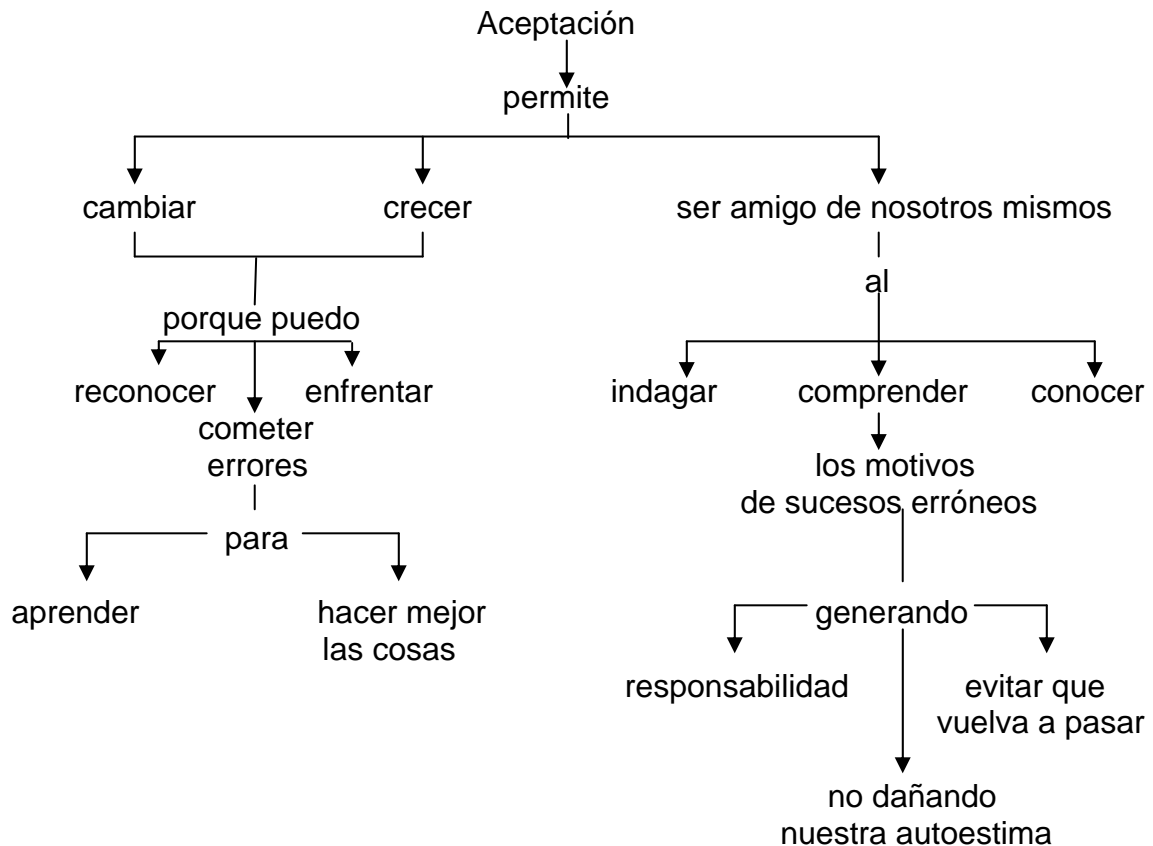 Aceptación
permite
cambiar
crecer
ser amigo de nosotros mismos
al
porque puedo
reconocer
enfrentar
indagar
comprender
conocer
cometer
errores
los motivos
de sucesos erróneos
para
aprender
hacer mejor
las cosas
generando
responsabilidad
evitar que
vuelva a pasar
no dañando
nuestra autoestima